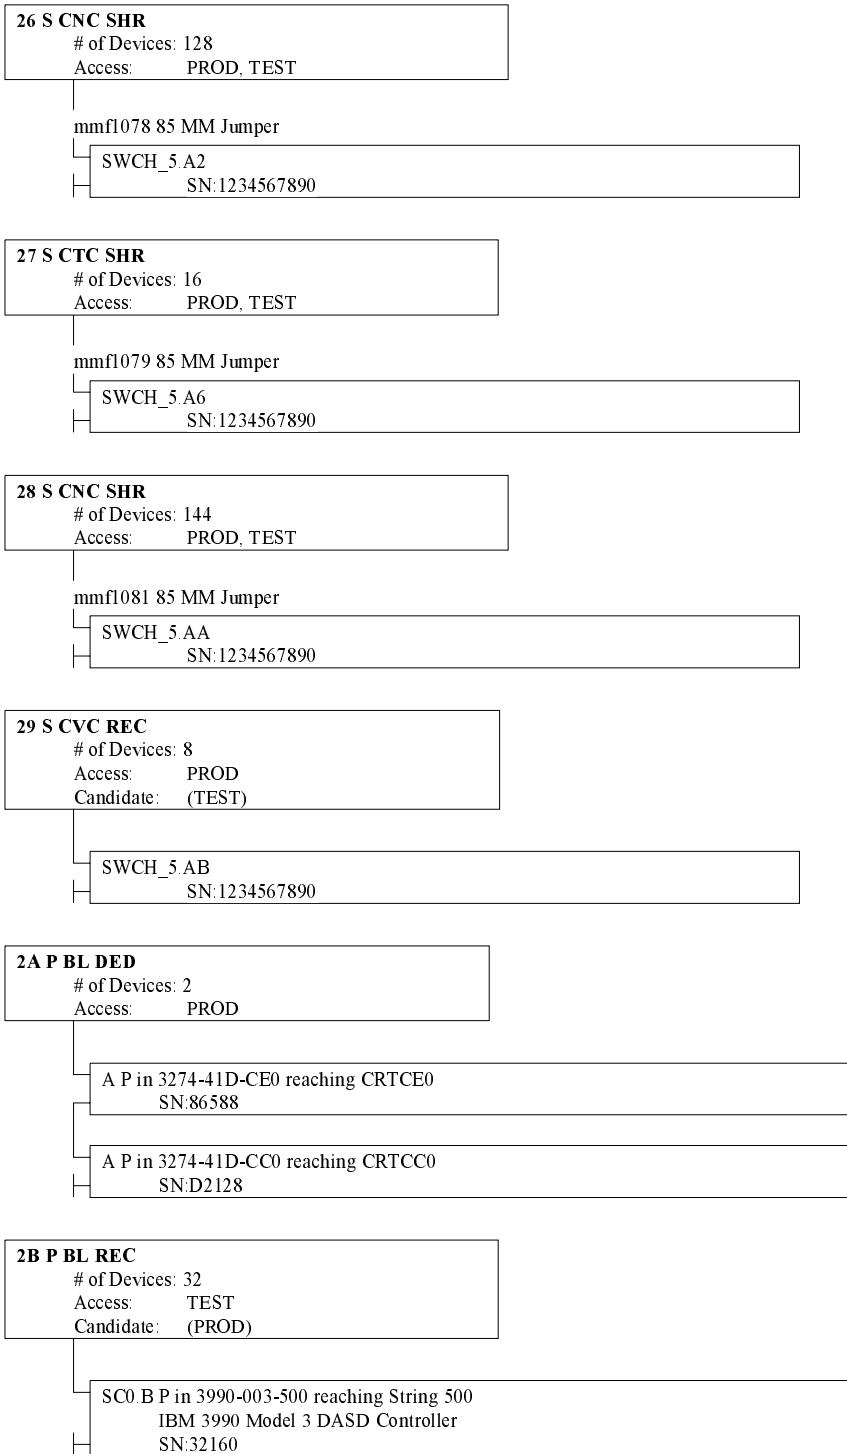 26 S CNC SHR
# of Devices: 128
Access: PROD, TEST
mmf1078 85 MM Jumper
SWCH_5.A2
SN:1234567890
27 S CTC SHR
# of Devices: 16
Access: PROD, TEST
mmf1079 85 MM Jumper
SWCH_5.A6
SN:1234567890
28 S CNC SHR
# of Devices: 144
Access: PROD, TEST
mmf1081 85 MM Jumper
SWCH_5.AA
SN:1234567890
29 S CVC REC
# of Devices: 8
Access: PROD
Candidate: (TEST)
SWCH_5.AB
SN:1234567890
2A P BL DED
# of Devices: 2
Access: PROD
A P in 3274-41D-CE0 reaching CRTCE0
SN:86588
A P in 3274-41D-CC0 reaching CRTCC0
SN:D2128
2B P BL REC
# of Devices: 32
Access: TEST
Candidate: (PROD)
SC0.B P in 3990-003-500 reaching String 500
IBM 3990 Model 3 DASD Controller
SN:32160